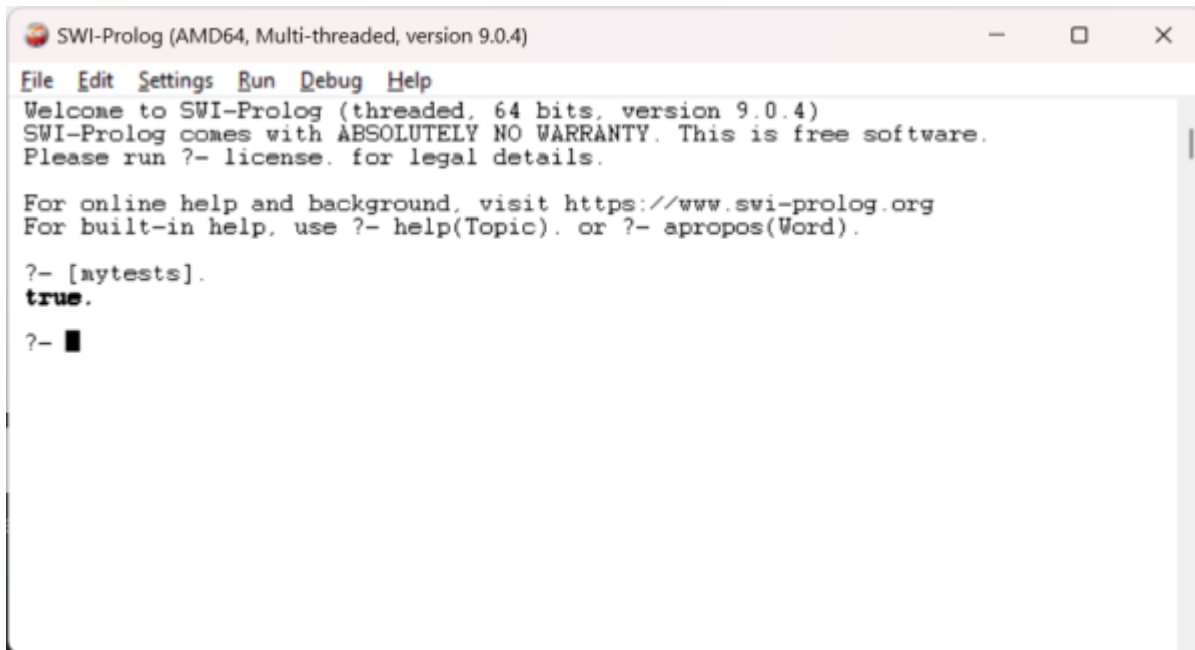 SWI-Prolog (AMD64, Multi-threaded, version 9.0.4)
File Edit Settings Run Debug Help
Welcome to SWI-Prolog (threaded, 64 bits, version 9.0.4)
SWI-Prolog comes with ABSOLUTELY NO WARRANTY. This is free software.
Please run ?- license. for legal details.
For online help and background, visit https://www.swi-prolog.org
For built-in help, use ?- help(Topic). or ?- apropos(Word).
?- [mytests].
true.
?-